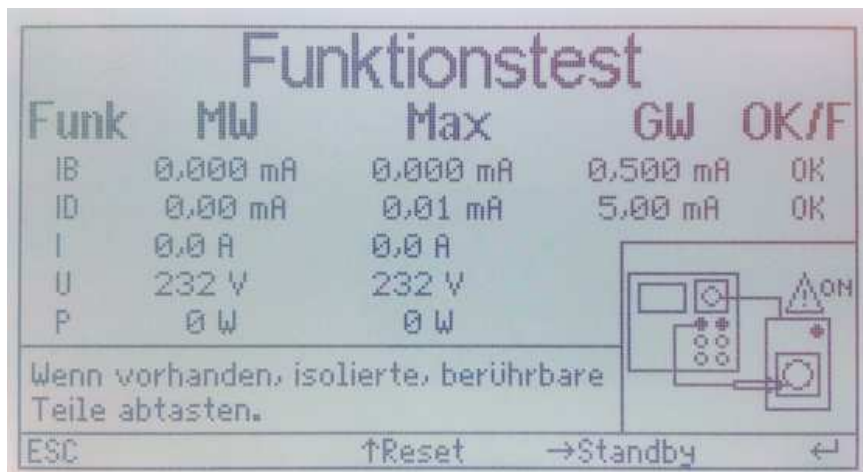 Funktionstest
Funk MW Max GW OK/F
IB 0,000 mA 0,000 mA 0,500 mA OK
ID 0,00 mA 0,01 mA 5,00 mA OK
I 0,0 A 0,0 A
U 232 V 232 V
P 0 W 0 W
ON
Wenn vorhanden, isolierte, berührbare
Teile abtasten.
ESC ↑Reset →Standby ↵